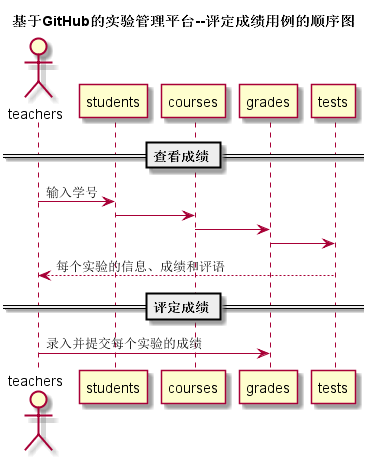 基于GitHub的实验管理平台--评定成绩用例的顺序图
teachers
students
courses
grades
tests
查看成绩
输入学号
每个实验的信息、成绩和评语
评定成绩
录入并提交每个实验的成绩
teachers
students
courses
grades
tests